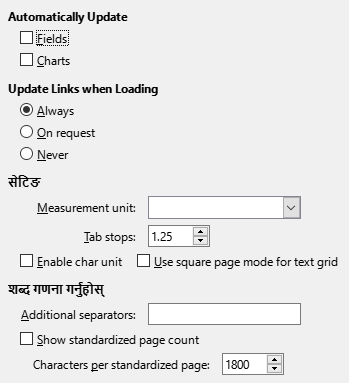 Automatically Update
Fields
Charts
Update Links when Loading
Always
On request
Never
सेटिङ
Measurement unit:
Tab stops: 1.25
Enable char unit Use square page mode for text grid
शब्द गणना गर्नुहोस्
Additional separators:
Show standardized page count
Characters per standardized page: 1800